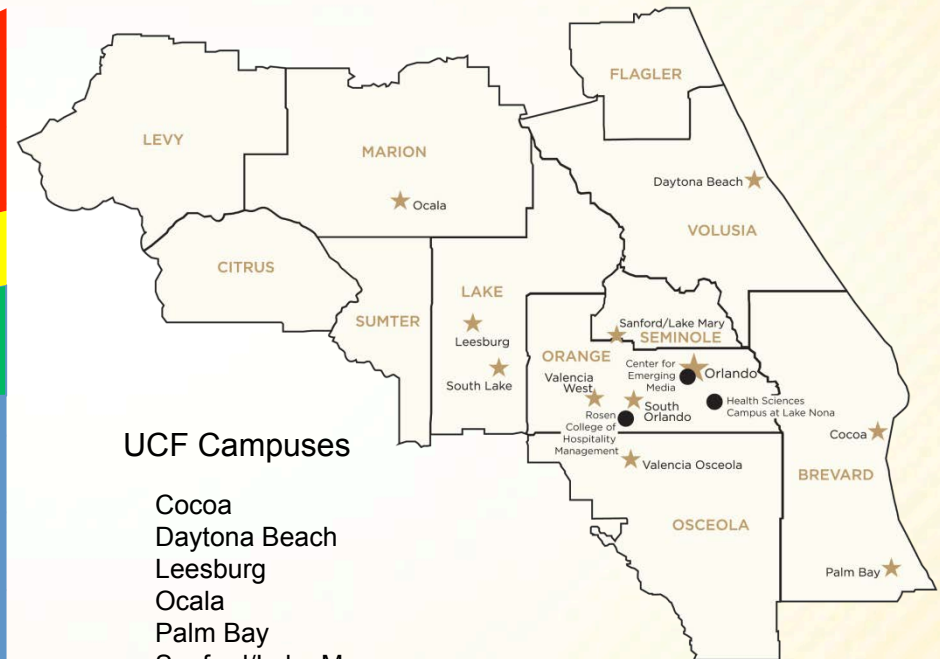 FLAGLER
LEVY
MARION
Daytona Beach
Ocala
VOLUSIA
CITRUS
LAKE
SUMTER
Sanford/Lake Mary
SEMINOLE
Leesburg
ORANGE
Center for
Emerging
Media
Orlando
South Lake
Valencia
West
Health Sciences
Campus at Lake Nona
South
Orlando
Rosen
College of
Hospitality
Management
Cocoa
Valencia Osceola
BREVARD
OSCEOLA
Palm Bay
UCF Campuses
Cocoa
Daytona Beach
Leesburg
Ocala
Palm Bay